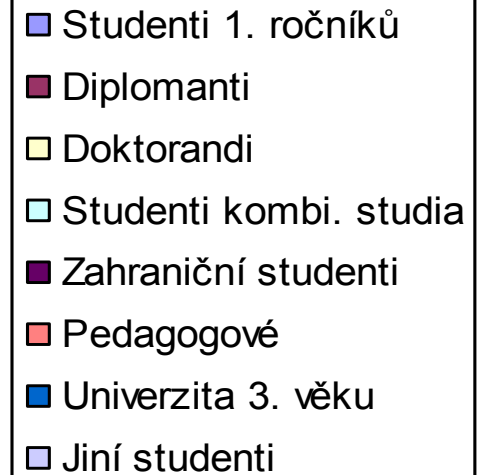 Studenti 1. ročníků
Diplomanti
Doktorandi
Studenti kombi. studia
Zahraniční studenti
Pedagogové
Univerzita 3. věku
Jiní studenti